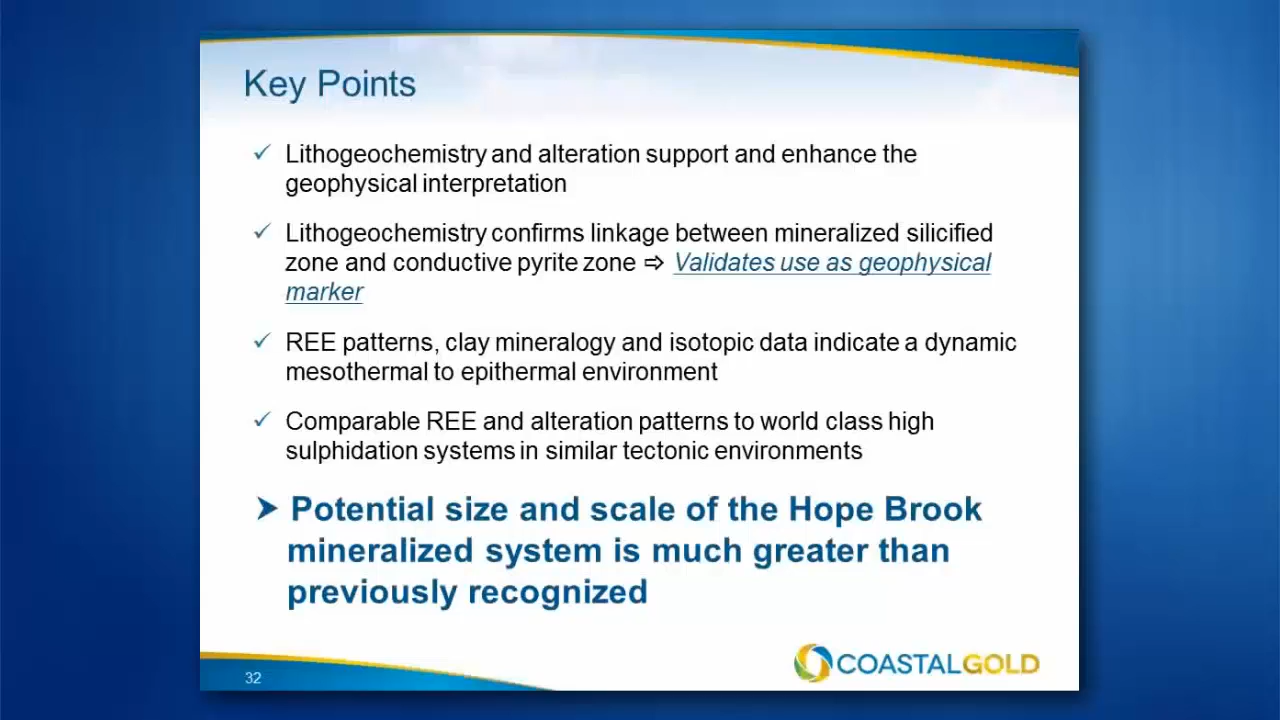 Key Points
✓ Lithogeochemistry and alteration support and enhance the
geophysical interpretation
✓ Lithogeochemistry confirms linkage between mineralized silicified
zone and conductive pyrite zone ⇨ Validates use as geophysical
marker
✓ REE patterns, clay mineralogy and isotopic data indicate a dynamic
mesothermal to epithermal environment
✓ Comparable REE and alteration patterns to world class high
sulphidation systems in similar tectonic environments
➤ Potential size and scale of the Hope Brook
mineralized system is much greater than
previously recognized
32
COASTALGOLD